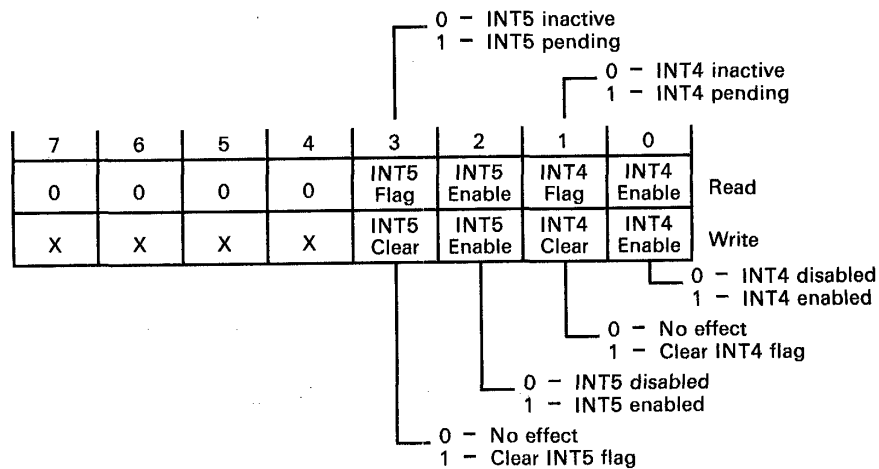 0 – INT5 inactive
1 – INT5 pending
0 – INT4 inactive
1 – INT4 pending
7 6 5 4 3 2 1 0
0 0 0 0 INT5 Flag INT5 Enable INT4 Flag INT4 Enable Read
X X X X INT5 Clear INT5 Enable INT4 Clear INT4 Enable Write
0 – INT4 disabled
1 – INT4 enabled
0 – No effect
1 – Clear INT4 flag
0 – INT5 disabled
1 – INT5 enabled
0 – No effect
1 – Clear INT5 flag